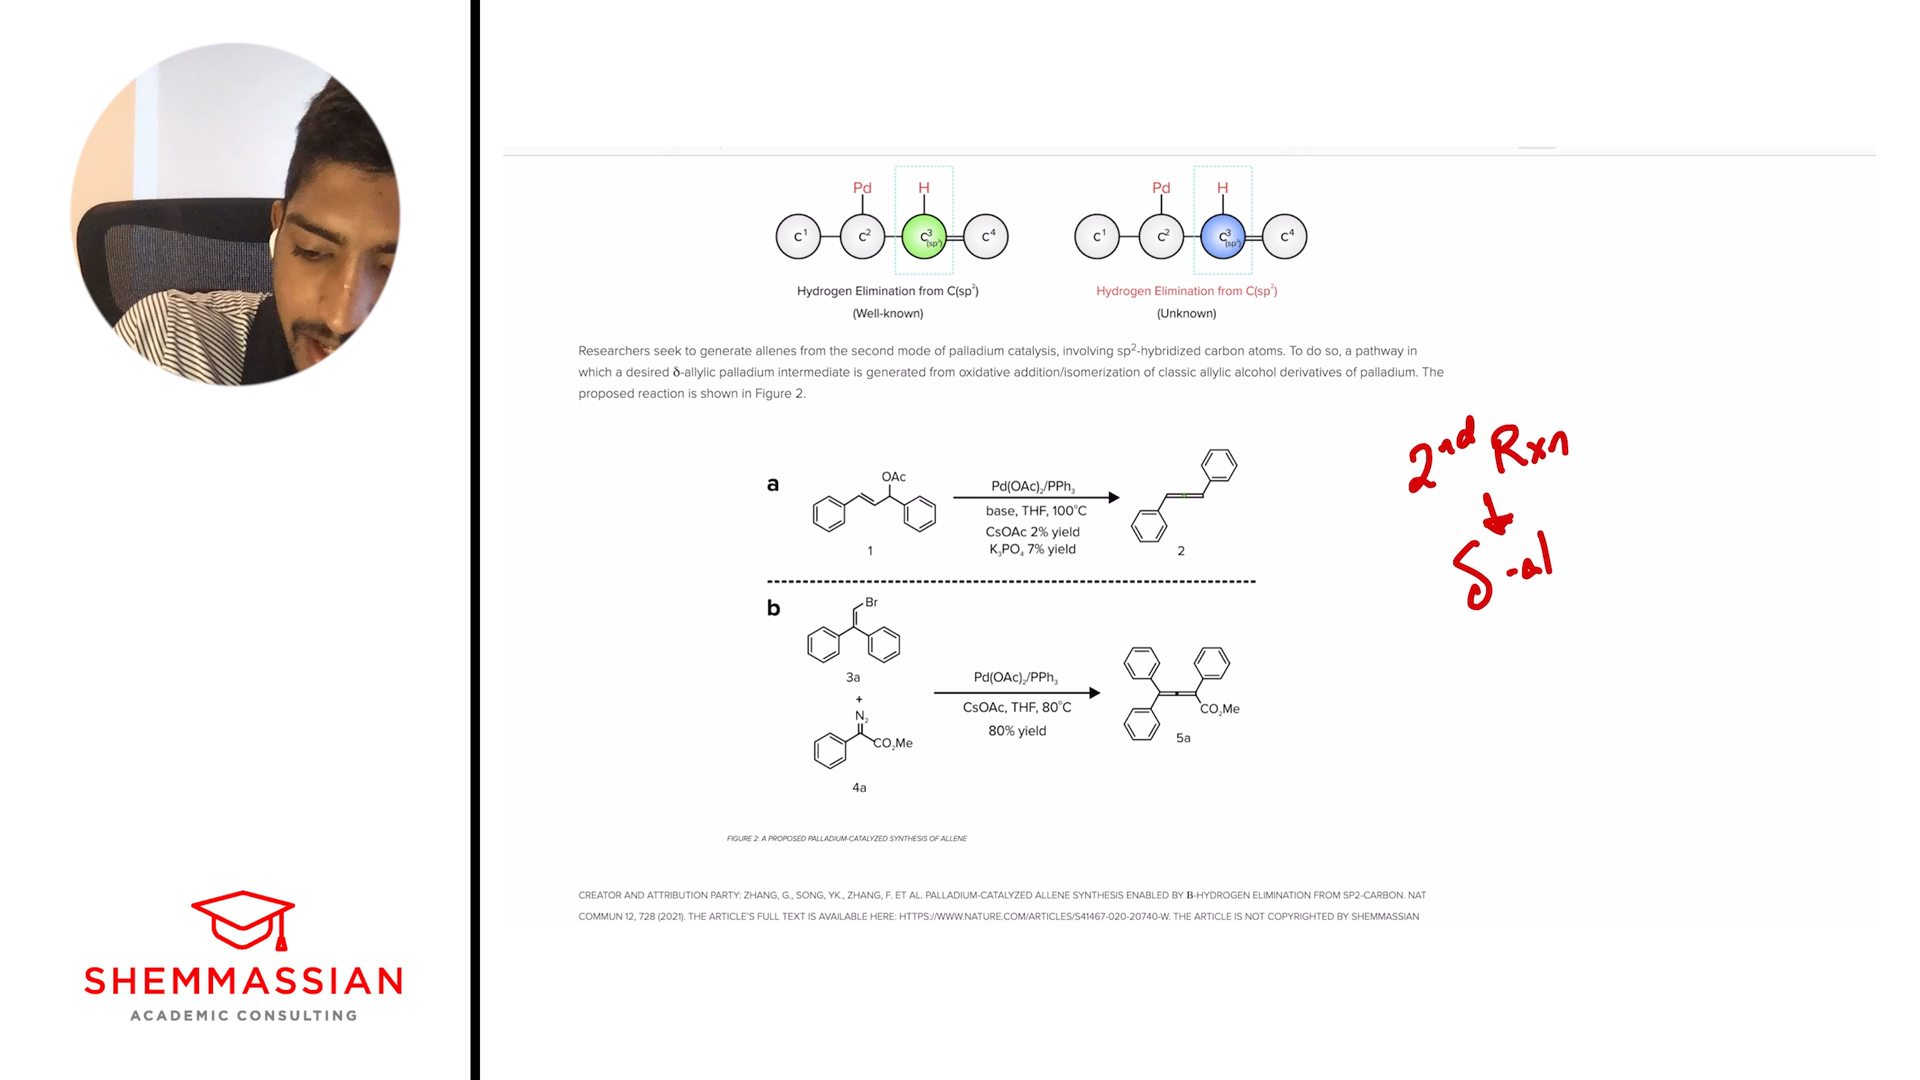 Pd H Pd H
C¹ C² C³ (sp²) C⁴ C¹ C² C³ (sp²) C⁴
Hydrogen Elimination from C(sp²) Hydrogen Elimination from C(sp²)
(Well-known) (Unknown)
Researchers seek to generate allenes from the second mode of palladium catalysis, involving sp²-hybridized carbon atoms. To do so, a pathway in
which a desired δ-allylic palladium intermediate is generated from oxidative addition/isomerization of classic allylic alcohol derivatives of palladium. The
proposed reaction is shown in Figure 2.
2nd Rxn
δ-al
a
OAc
Pd(OAc)₂/PPh₃
base, THF, 100°C
CsOAc 2% yield
K₃PO₄ 7% yield
1
2
b
Br
3a
+
N₂
CO₂Me
4a
Pd(OAc)₂/PPh₃
CsOAc, THF, 80°C
80% yield
CO₂Me
5a
FIGURE 2: A PROPOSED PALLADIUM-CATALYZED SYNTHESIS OF ALLENE
CREATOR AND ATTRIBUTION PARTY: ZHANG, G., SONG, YK., ZHANG, F. ET AL. PALLADIUM-CATALYZED ALLENE SYNTHESIS ENABLED BY Β-HYDROGEN ELIMINATION FROM SP2-CARBON. NAT
COMMUN 12, 728 (2021). THE ARTICLE'S FULL TEXT IS AVAILABLE HERE: HTTPS://WWW.NATURE.COM/ARTICLES/S41467-020-20740-W. THE ARTICLE IS NOT COPYRIGHTED BY SHEMMASSIAN
SHEMMASSIAN
ACADEMIC CONSULTING